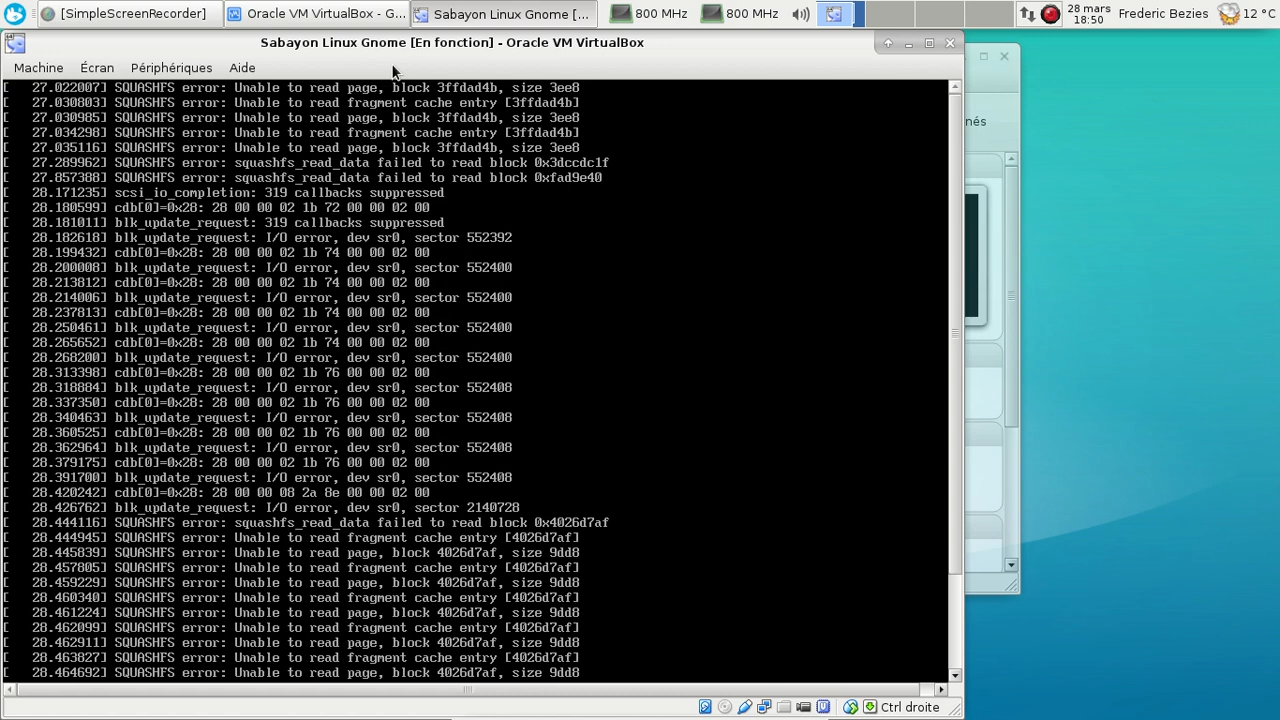 [SimpleScreenRecorder]
Oracle VM VirtualBox - G...
Sabayon Linux Gnome [...
800 MHz
800 MHz
28 mars
18:50
Frederic Bezies
12 °C
Sabayon Linux Gnome [En fonction] - Oracle VM VirtualBox
Machine Écran Périphériques Aide
nés
[ 27.022007] SQUASHFS error: Unable to read page, block 3ffdad4b, size 3ee8
[ 27.030803] SQUASHFS error: Unable to read fragment cache entry [3ffdad4b]
[ 27.030985] SQUASHFS error: Unable to read page, block 3ffdad4b, size 3ee8
[ 27.034298] SQUASHFS error: Unable to read fragment cache entry [3ffdad4b]
[ 27.035116] SQUASHFS error: Unable to read page, block 3ffdad4b, size 3ee8
[ 27.289962] SQUASHFS error: squashfs_read_data failed to read block 0x3dccdc1f
[ 27.857388] SQUASHFS error: squashfs_read_data failed to read block 0xfad9e40
[ 28.171235] scsi_io_completion: 319 callbacks suppressed
[ 28.180599] cdb[0]=0x28: 28 00 00 02 1b 72 00 00 02 00
[ 28.181011] blk_update_request: 319 callbacks suppressed
[ 28.182618] blk_update_request: I/O error, dev sr0, sector 552392
[ 28.199432] cdb[0]=0x28: 28 00 00 02 1b 74 00 00 02 00
[ 28.200008] blk_update_request: I/O error, dev sr0, sector 552400
[ 28.213812] cdb[0]=0x28: 28 00 00 02 1b 74 00 00 02 00
[ 28.214006] blk_update_request: I/O error, dev sr0, sector 552400
[ 28.237813] cdb[0]=0x28: 28 00 00 02 1b 74 00 00 02 00
[ 28.250461] blk_update_request: I/O error, dev sr0, sector 552400
[ 28.265652] cdb[0]=0x28: 28 00 00 02 1b 74 00 00 02 00
[ 28.268200] blk_update_request: I/O error, dev sr0, sector 552400
[ 28.313398] cdb[0]=0x28: 28 00 00 02 1b 76 00 00 02 00
[ 28.318884] blk_update_request: I/O error, dev sr0, sector 552408
[ 28.337350] cdb[0]=0x28: 28 00 00 02 1b 76 00 00 02 00
[ 28.340463] blk_update_request: I/O error, dev sr0, sector 552408
[ 28.360525] cdb[0]=0x28: 28 00 00 02 1b 76 00 00 02 00
[ 28.362964] blk_update_request: I/O error, dev sr0, sector 552408
[ 28.379175] cdb[0]=0x28: 28 00 00 02 1b 76 00 00 02 00
[ 28.391700] blk_update_request: I/O error, dev sr0, sector 552408
[ 28.420242] cdb[0]=0x28: 28 00 00 08 2a 8e 00 00 02 00
[ 28.426762] blk_update_request: I/O error, dev sr0, sector 2140728
[ 28.444116] SQUASHFS error: squashfs_read_data failed to read block 0x4026d7af
[ 28.444945] SQUASHFS error: Unable to read fragment cache entry [4026d7af]
[ 28.445839] SQUASHFS error: Unable to read page, block 4026d7af, size 9dd8
[ 28.457805] SQUASHFS error: Unable to read fragment cache entry [4026d7af]
[ 28.459229] SQUASHFS error: Unable to read page, block 4026d7af, size 9dd8
[ 28.460340] SQUASHFS error: Unable to read fragment cache entry [4026d7af]
[ 28.461224] SQUASHFS error: Unable to read page, block 4026d7af, size 9dd8
[ 28.462099] SQUASHFS error: Unable to read fragment cache entry [4026d7af]
[ 28.462911] SQUASHFS error: Unable to read page, block 4026d7af, size 9dd8
[ 28.463827] SQUASHFS error: Unable to read fragment cache entry [4026d7af]
[ 28.464692] SQUASHFS error: Unable to read page, block 4026d7af, size 9dd8
Ctrl droite